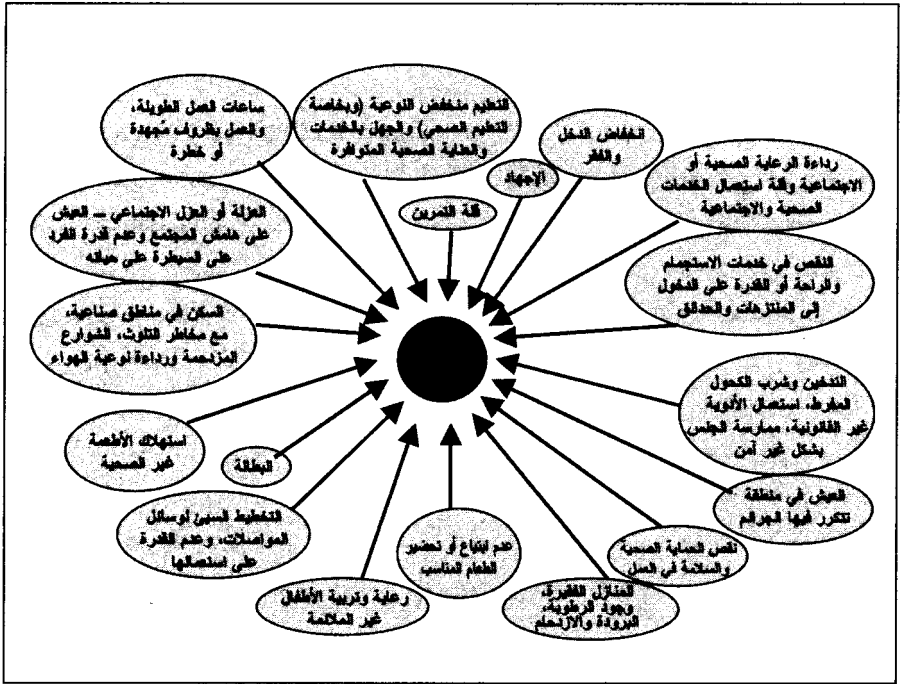 ساعات العمل الطويلة،
والعمل بظروف مُجهدة
أو خطرة
التعليم منخفض النوعية (وبخاصة
التعليم الصحي) والجهل بالخدمات
والعناية الصحية المتوافرة
انخفاض الدخل
والفقر
الإجهاد
قلة التمرين
رداءة الرعاية الصحية أو
الاجتماعية وقلة استعمال الخدمات
الصحية والاجتماعية
العزلة أو العزل الاجتماعي ــ العيش
على هامش المجتمع وعدم قدرة الفرد
على السيطرة على حياته
النقص في خدمات الاستجمام
والراحة أو القدرة على الدخول
إلى المنتزهات والحدائق
السكن في مناطق صناعية،
مع مخاطر التلوث، الشوارع
المزدحمة ورداءة نوعية الهواء
التدخين وشرب الكحول
المفرط، استعمال الأدوية
غير القانونية، ممارسة الجنس
بشكل غير آمن
استهلاك الأطعمة
غير الصحية
البطالة
العيش في منطقة
تتكرر فيها الجرائم
التخطيط السيئ لوسائل
المواصلات، وعدم القدرة
على استعمالها
عدم ابتياع أو تحضير
الطعام المناسب
نقص الحماية الصحية
والسلامة في العمل
رعاية وتربية الأطفال
غير الملائمة
المنازل الفقيرة،
وجود الرطوبة،
البرودة والازدحام